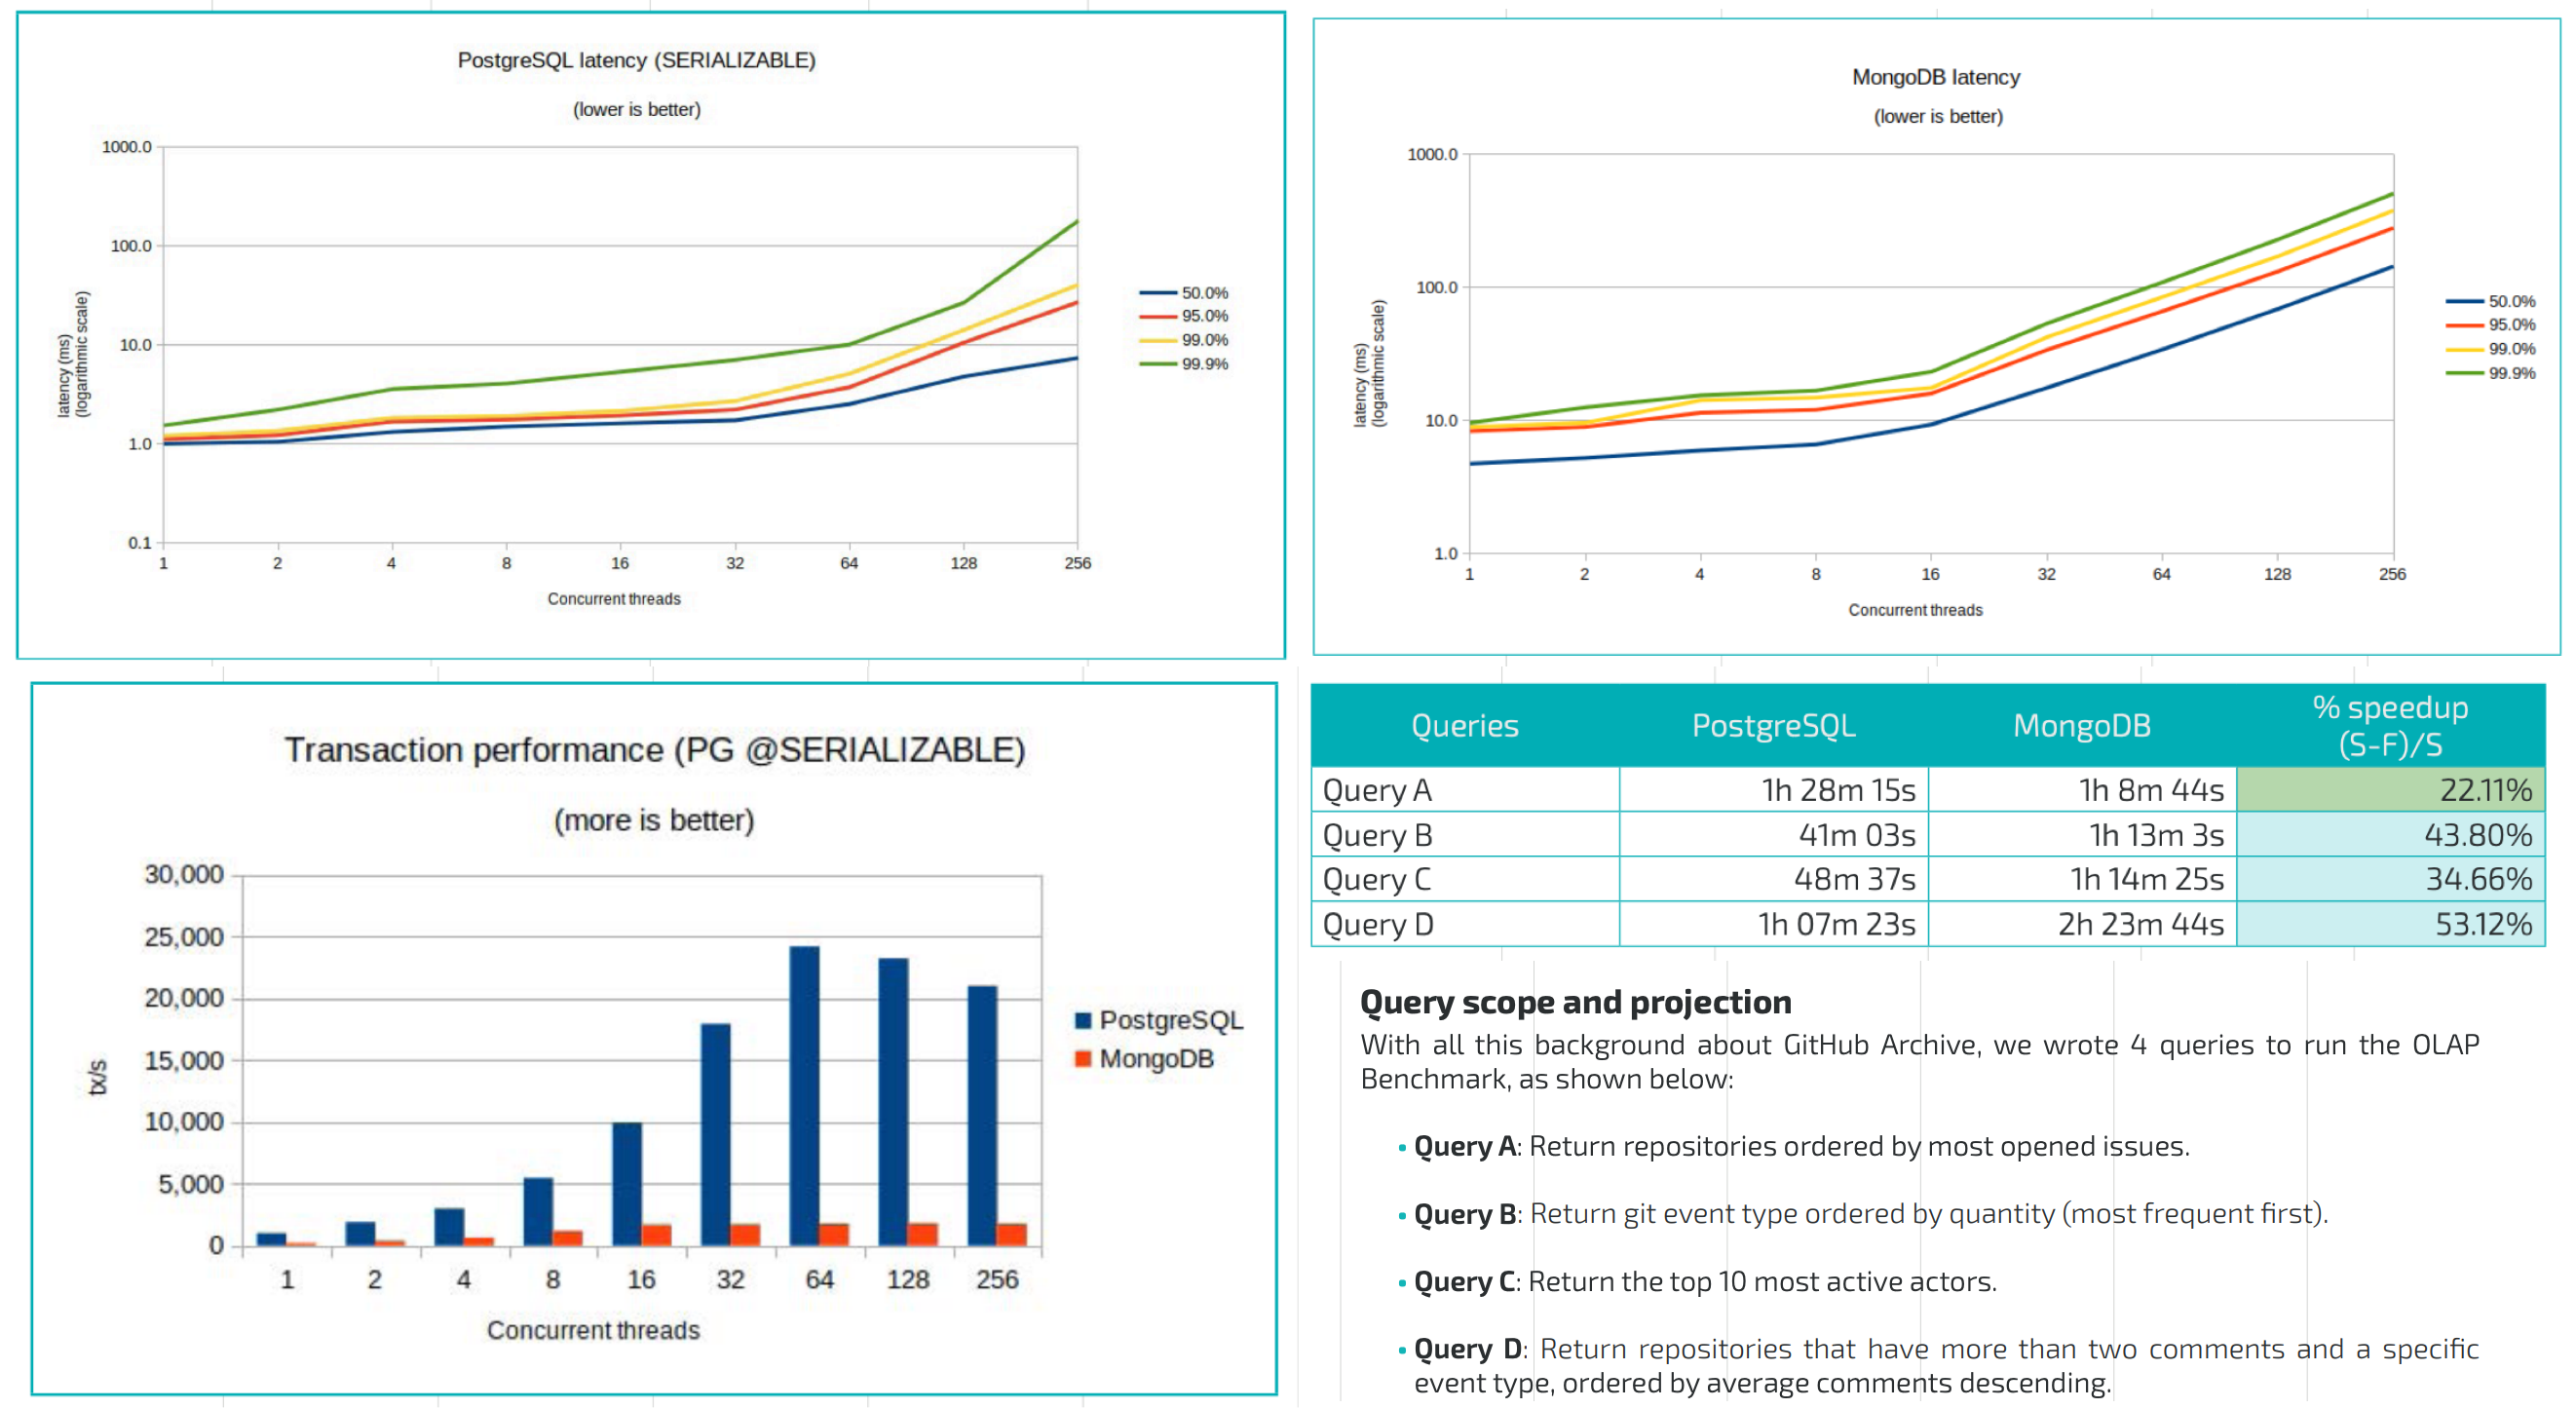 PostgreSQL latency (SERIALIZABLE)
(lower is better)
latency (ms)
(logarithmic scale)
1000.0
100.0
10.0
1.0
0.1
1 2 4 8 16 32 64 128 256
Concurrent threads
50.0%
95.0%
99.0%
99.9%
MongoDB latency
(lower is better)
latency (ms)
(logarithmic scale)
1000.0
100.0
10.0
1.0
1 2 4 8 16 32 64 128 256
Concurrent threads
50.0%
95.0%
99.0%
99.9%
Transaction performance (PG @SERIALIZABLE)
(more is better)
tx/s
30,000
25,000
20,000
15,000
10,000
5,000
0
1 2 4 8 16 32 64 128 256
Concurrent threads
PostgreSQL
MongoDB
Queries PostgreSQL MongoDB % speedup
(S-F)/S
Query A 1h 28m 15s 1h 8m 44s 22.11%
Query B 41m 03s 1h 13m 3s 43.80%
Query C 48m 37s 1h 14m 25s 34.66%
Query D 1h 07m 23s 2h 23m 44s 53.12%
Query scope and projection
With all this background about GitHub Archive, we wrote 4 queries to run the OLAP
Benchmark, as shown below:
• Query A: Return repositories ordered by most opened issues.
• Query B: Return git event type ordered by quantity (most frequent first).
• Query C: Return the top 10 most active actors.
• Query D: Return repositories that have more than two comments and a specific
event type, ordered by average comments descending.